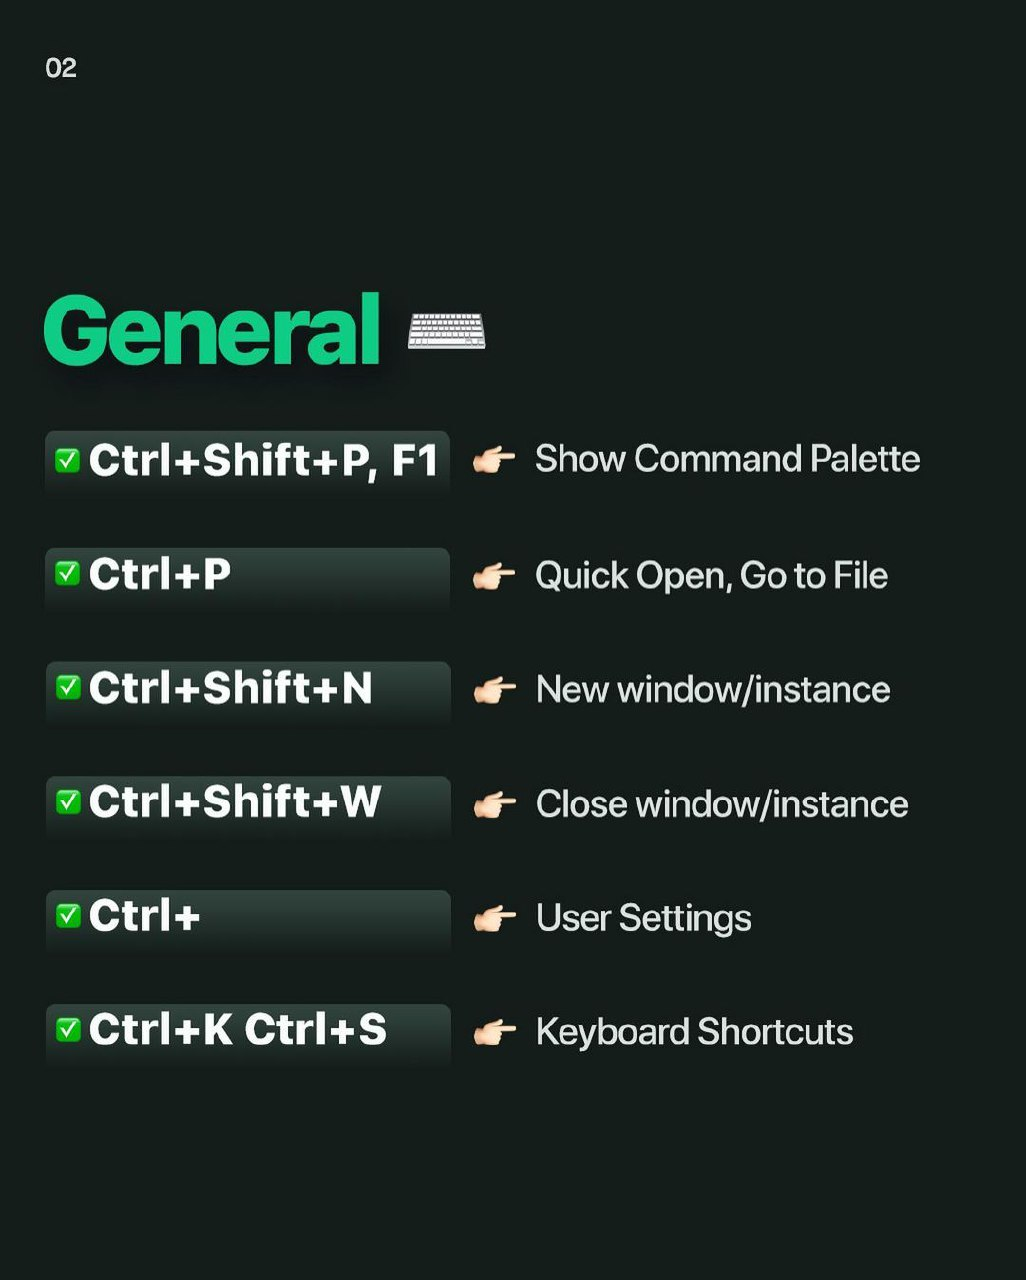 02
General
Ctrl+Shift+P, F1 Show Command Palette
Ctrl+P Quick Open, Go to File
Ctrl+Shift+N New window/instance
Ctrl+Shift+W Close window/instance
Ctrl+ User Settings
Ctrl+K Ctrl+S Keyboard Shortcuts